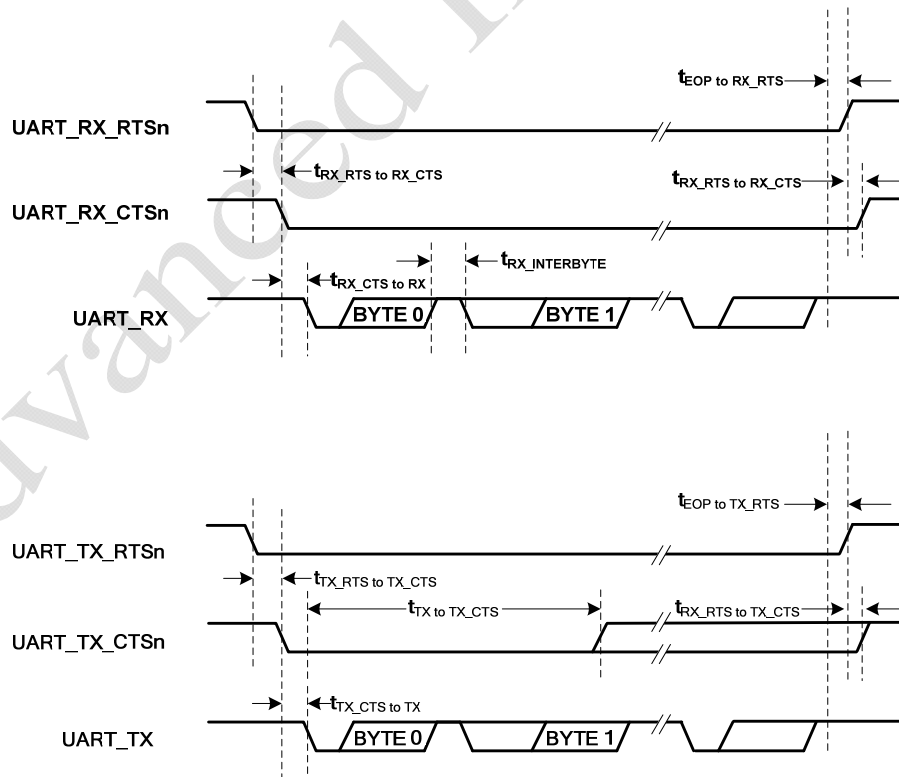 Advanced In
tEOP to RX_RTS
UART_RX_RTSn
tRX_RTS to RX_CTS
tRX_RTS to RX_CTS
UART_RX_CTSn
tRX_INTERBYTE
tRX_CTS to RX
UART_RX
BYTE 0
BYTE 1
tEOP to TX_RTS
UART_TX_RTSn
tTX_RTS to TX_CTS
tTX to TX_CTS
tRX_RTS to TX_CTS
UART_TX_CTSn
tTX_CTS to TX
UART_TX
BYTE 0
BYTE 1